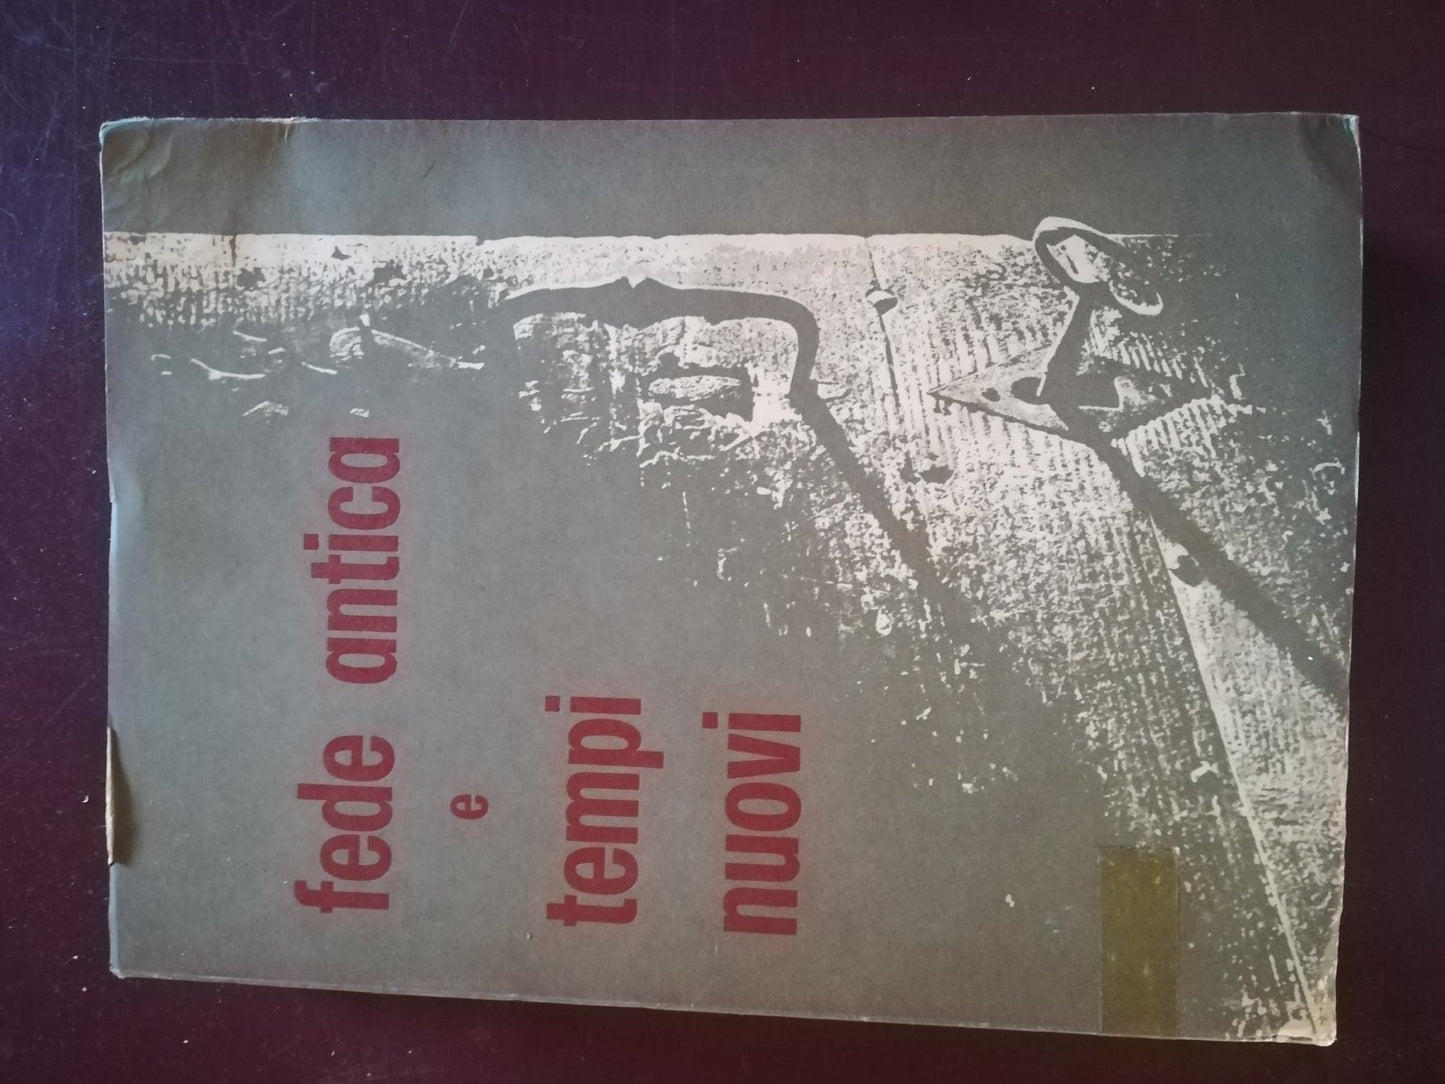 fede antica
e
tempi
nuovi